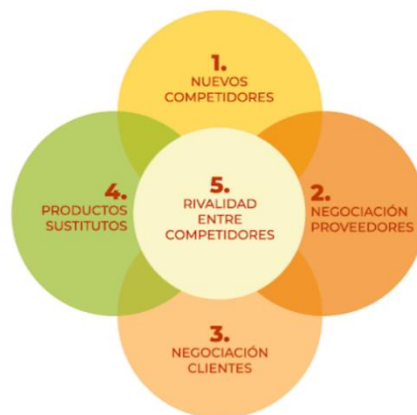 1.
NUEVOS
COMPETIDORES
2.
NEGOCIACIÓN
PROVEEDORES
3.
NEGOCIACIÓN
CLIENTES
4.
PRODUCTOS
SUSTITUTOS
5.
RIVALIDAD
ENTRE
COMPETIDORES